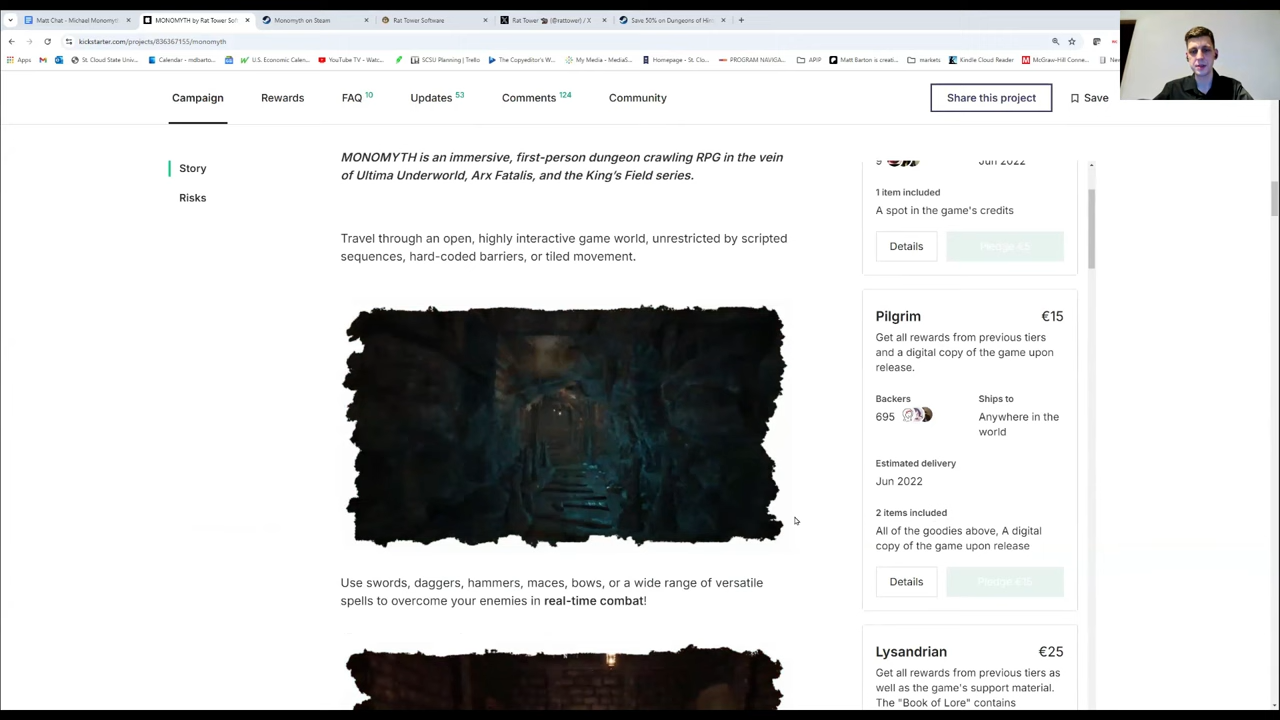 Matt Chat - Michael Monomyth
MONOMYTH by Rat Tower Sof
Monomyth on Steam
Rat Tower Software
Rat Tower 🐀 (@rattower) / X
Save 50% on Dungeons of Hin
kickstarter.com/projects/836367155/monomyth
Apps
St. Cloud State Univ...
Calendar - mdbarto...
U.S. Economic Calen...
YouTube TV - Watc...
SCSU Planning | Trello
The Copyeditor's W...
My Media - MediaS...
Homepage - St. Clo...
PROGRAM NAVIGA...
APIP
Matt Barton is creati...
markets
Kindle Cloud Reader
McGraw-Hill Conne...
Campaign
Rewards
FAQ 10
Updates 53
Comments 124
Community
Share this project
Save
Story
Risks
MONOMYTH is an immersive, first-person dungeon crawling RPG in the vein
of Ultima Underworld, Arx Fatalis, and the King's Field series.
Travel through an open, highly interactive game world, unrestricted by scripted
sequences, hard-coded barriers, or tiled movement.
Use swords, daggers, hammers, maces, bows, or a wide range of versatile
spells to overcome your enemies in real-time combat!
9
Jun 2022
1 item included
A spot in the game's credits
Details
Pledge €5
Pilgrim €15
Get all rewards from previous tiers
and a digital copy of the game upon
release.
Backers
695
Ships to
Anywhere in the
world
Estimated delivery
Jun 2022
2 items included
All of the goodies above, A digital
copy of the game upon release
Details
Pledge €15
Lysandrian €25
Get all rewards from previous tiers as
well as the game's support material.
The "Book of Lore" contains